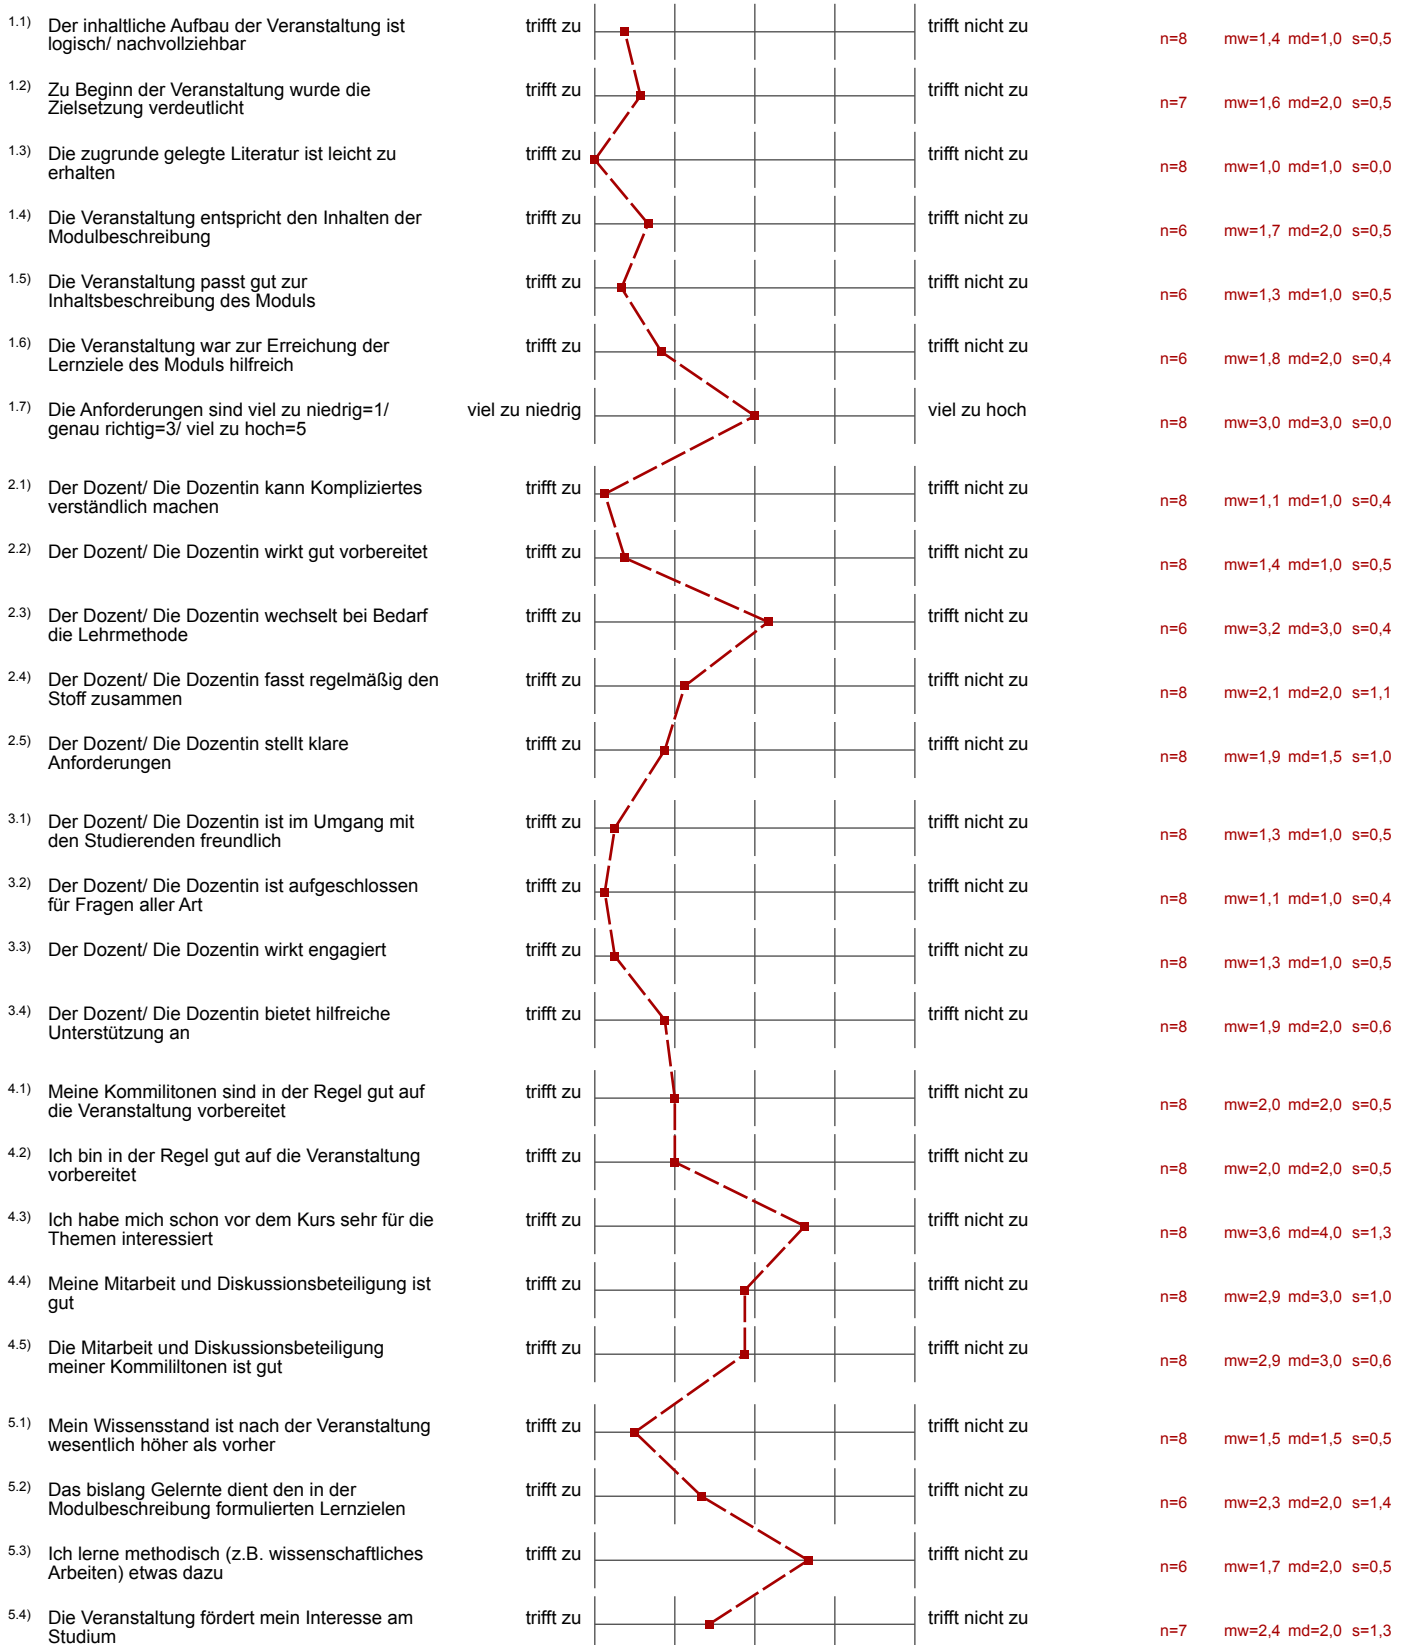 1.1) Der inhaltliche Aufbau der Veranstaltung ist logisch/ nachvollziehbar trifft zu trifft nicht zu n=8 mw=1,4 md=1,0 s=0,5
1.2) Zu Beginn der Veranstaltung wurde die Zielsetzung verdeutlicht trifft zu trifft nicht zu n=7 mw=1,6 md=2,0 s=0,5
1.3) Die zugrunde gelegte Literatur ist leicht zu erhalten trifft zu trifft nicht zu n=8 mw=1,0 md=1,0 s=0,0
1.4) Die Veranstaltung entspricht den Inhalten der Modulbeschreibung trifft zu trifft nicht zu n=6 mw=1,7 md=2,0 s=0,5
1.5) Die Veranstaltung passt gut zur Inhaltsbeschreibung des Moduls trifft zu trifft nicht zu n=6 mw=1,3 md=1,0 s=0,5
1.6) Die Veranstaltung war zur Erreichung der Lernziele des Moduls hilfreich trifft zu trifft nicht zu n=6 mw=1,8 md=2,0 s=0,4
1.7) Die Anforderungen sind viel zu niedrig=1/ genau richtig=3/ viel zu hoch=5 viel zu niedrig viel zu hoch n=8 mw=3,0 md=3,0 s=0,0
2.1) Der Dozent/ Die Dozentin kann Kompliziertes verständlich machen trifft zu trifft nicht zu n=8 mw=1,1 md=1,0 s=0,4
2.2) Der Dozent/ Die Dozentin wirkt gut vorbereitet trifft zu trifft nicht zu n=8 mw=1,4 md=1,0 s=0,5
2.3) Der Dozent/ Die Dozentin wechselt bei Bedarf die Lehrmethode trifft zu trifft nicht zu n=6 mw=3,2 md=3,0 s=0,4
2.4) Der Dozent/ Die Dozentin fasst regelmäßig den Stoff zusammen trifft zu trifft nicht zu n=8 mw=2,1 md=2,0 s=1,1
2.5) Der Dozent/ Die Dozentin stellt klare Anforderungen trifft zu trifft nicht zu n=8 mw=1,9 md=1,5 s=1,0
3.1) Der Dozent/ Die Dozentin ist im Umgang mit den Studierenden freundlich trifft zu trifft nicht zu n=8 mw=1,3 md=1,0 s=0,5
3.2) Der Dozent/ Die Dozentin ist aufgeschlossen für Fragen aller Art trifft zu trifft nicht zu n=8 mw=1,1 md=1,0 s=0,4
3.3) Der Dozent/ Die Dozentin wirkt engagiert trifft zu trifft nicht zu n=8 mw=1,3 md=1,0 s=0,5
3.4) Der Dozent/ Die Dozentin bietet hilfreiche Unterstützung an trifft zu trifft nicht zu n=8 mw=1,9 md=2,0 s=0,6
4.1) Meine Kommilitonen sind in der Regel gut auf die Veranstaltung vorbereitet trifft zu trifft nicht zu n=8 mw=2,0 md=2,0 s=0,5
4.2) Ich bin in der Regel gut auf die Veranstaltung vorbereitet trifft zu trifft nicht zu n=8 mw=2,0 md=2,0 s=0,5
4.3) Ich habe mich schon vor dem Kurs sehr für die Themen interessiert trifft zu trifft nicht zu n=8 mw=3,6 md=4,0 s=1,3
4.4) Meine Mitarbeit und Diskussionsbeteiligung ist gut trifft zu trifft nicht zu n=8 mw=2,9 md=3,0 s=1,0
4.5) Die Mitarbeit und Diskussionsbeteiligung meiner Kommililtonen ist gut trifft zu trifft nicht zu n=8 mw=2,9 md=3,0 s=0,6
5.1) Mein Wissensstand ist nach der Veranstaltung wesentlich höher als vorher trifft zu trifft nicht zu n=8 mw=1,5 md=1,5 s=0,5
5.2) Das bislang Gelernte dient den in der Modulbeschreibung formulierten Lernzielen trifft zu trifft nicht zu n=6 mw=2,3 md=2,0 s=1,4
5.3) Ich lerne methodisch (z.B. wissenschaftliches Arbeiten) etwas dazu trifft zu trifft nicht zu n=6 mw=1,7 md=2,0 s=0,5
5.4) Die Veranstaltung fördert mein Interesse am Studium trifft zu trifft nicht zu n=7 mw=2,4 md=2,0 s=1,3